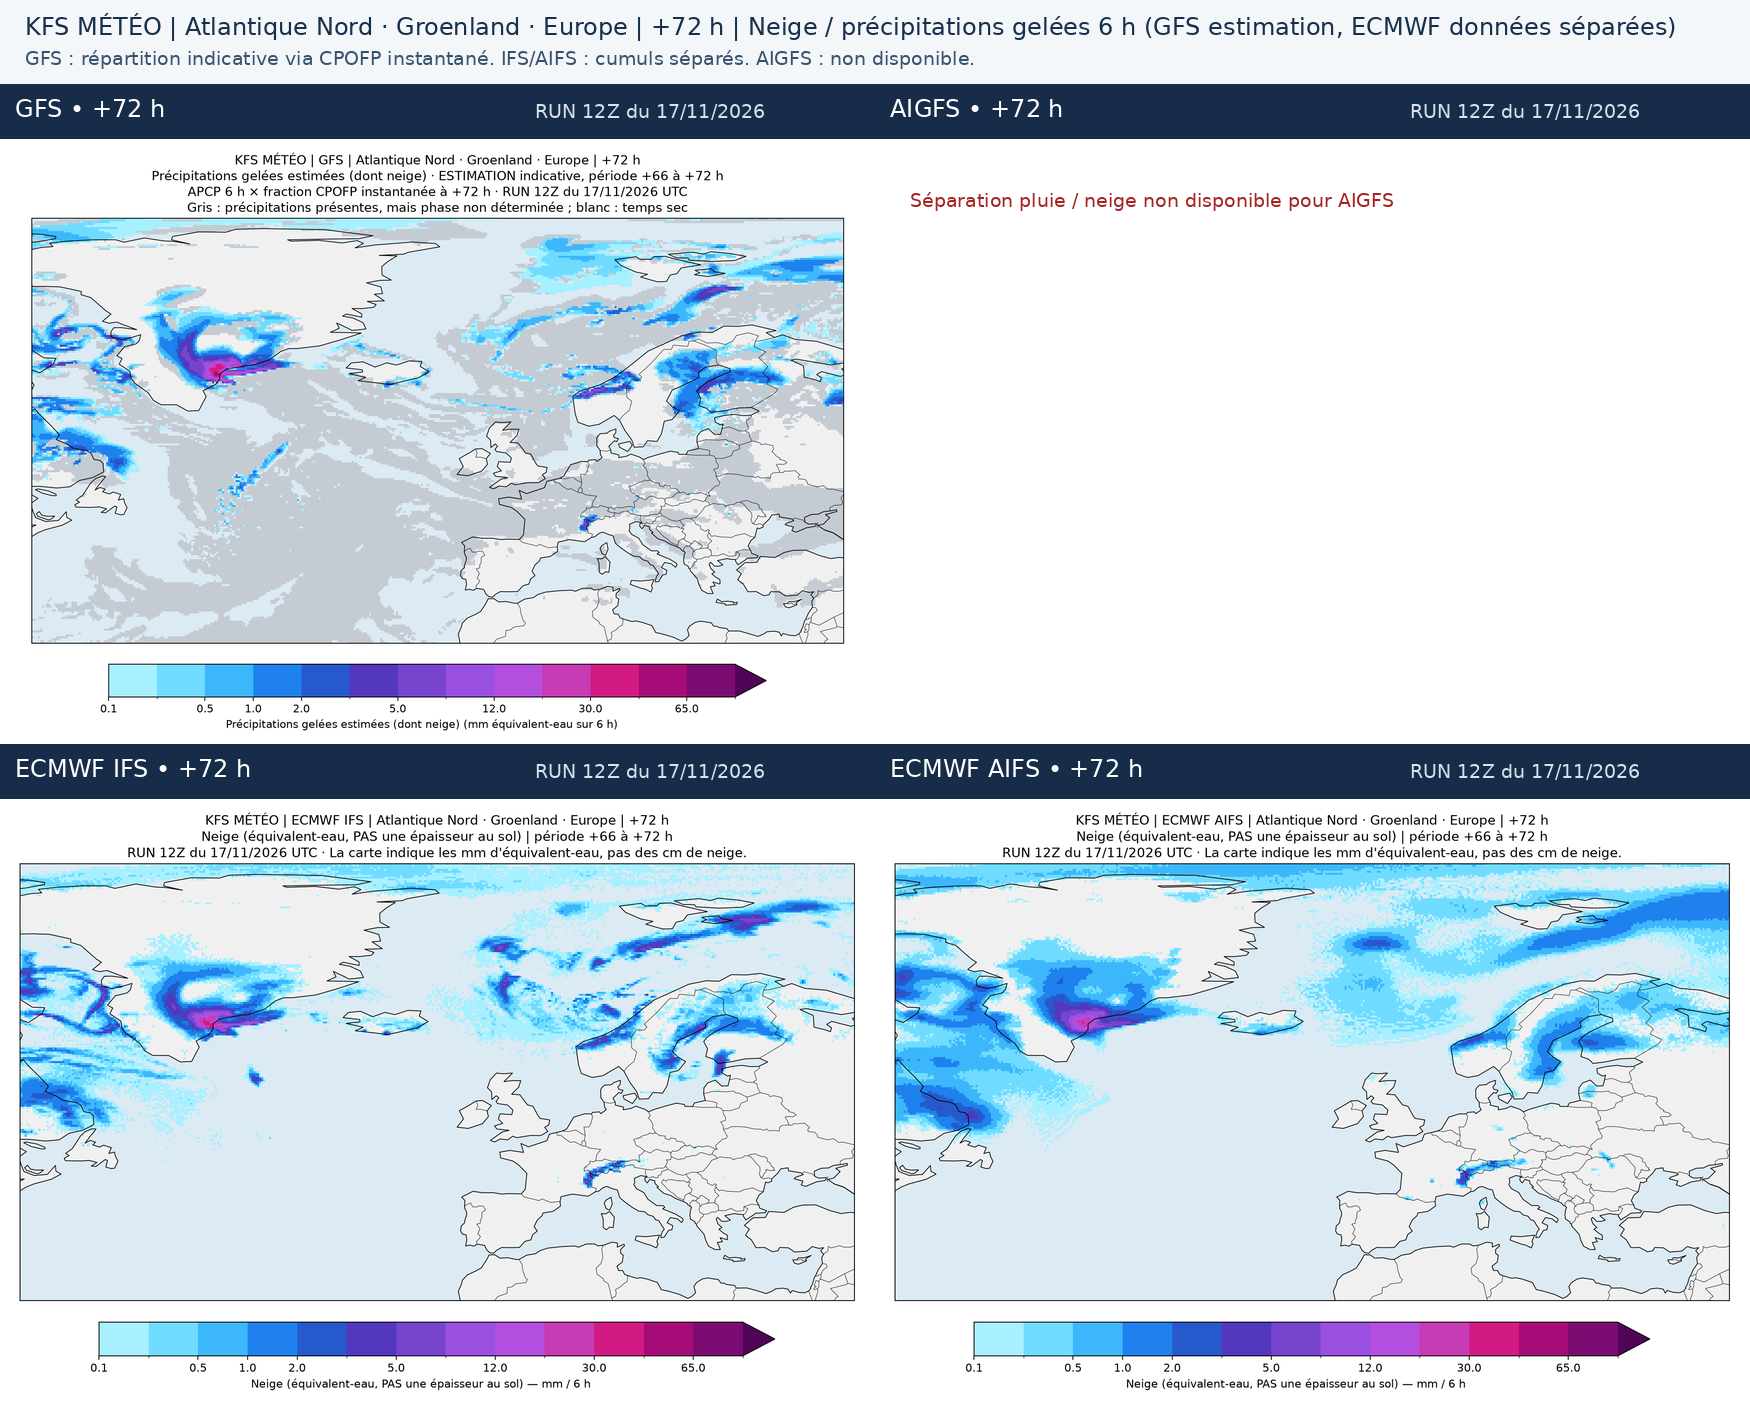 KFS MÉTÉO | Atlantique Nord · Groenland · Europe | +72 h | Neige / précipitations gelées 6 h (GFS estimation, ECMWF données séparées)
GFS : répartition indicative via CPOFP instantané. IFS/AIFS : cumuls séparés. AIGFS : non disponible.
GFS • +72 h
RUN 12Z du 17/11/2026
AIGFS • +72 h
RUN 12Z du 17/11/2026
KFS MÉTÉO | GFS | Atlantique Nord · Groenland · Europe | +72 h
Précipitations gelées estimées (dont neige) · ESTIMATION indicative, période +66 à +72 h
APCP 6 h × fraction CPOFP instantanée à +72 h · RUN 12Z du 17/11/2026 UTC
Gris : précipitations présentes, mais phase non déterminée ; blanc : temps sec
Séparation pluie / neige non disponible pour AIGFS
0.1 0.5 1.0 2.0 5.0 12.0 30.0 65.0
Précipitations gelées estimées (dont neige) (mm équivalent-eau sur 6 h)
ECMWF IFS • +72 h
RUN 12Z du 17/11/2026
ECMWF AIFS • +72 h
RUN 12Z du 17/11/2026
KFS MÉTÉO | ECMWF IFS | Atlantique Nord · Groenland · Europe | +72 h
Neige (équivalent-eau, PAS une épaisseur au sol) | période +66 à +72 h
RUN 12Z du 17/11/2026 UTC · La carte indique les mm d'équivalent-eau, pas des cm de neige.
KFS MÉTÉO | ECMWF AIFS | Atlantique Nord · Groenland · Europe | +72 h
Neige (équivalent-eau, PAS une épaisseur au sol) | période +66 à +72 h
RUN 12Z du 17/11/2026 UTC · La carte indique les mm d'équivalent-eau, pas des cm de neige.
0.1 0.5 1.0 2.0 5.0 12.0 30.0 65.0
Neige (équivalent-eau, PAS une épaisseur au sol) — mm / 6 h
0.1 0.5 1.0 2.0 5.0 12.0 30.0 65.0
Neige (équivalent-eau, PAS une épaisseur au sol) — mm / 6 h